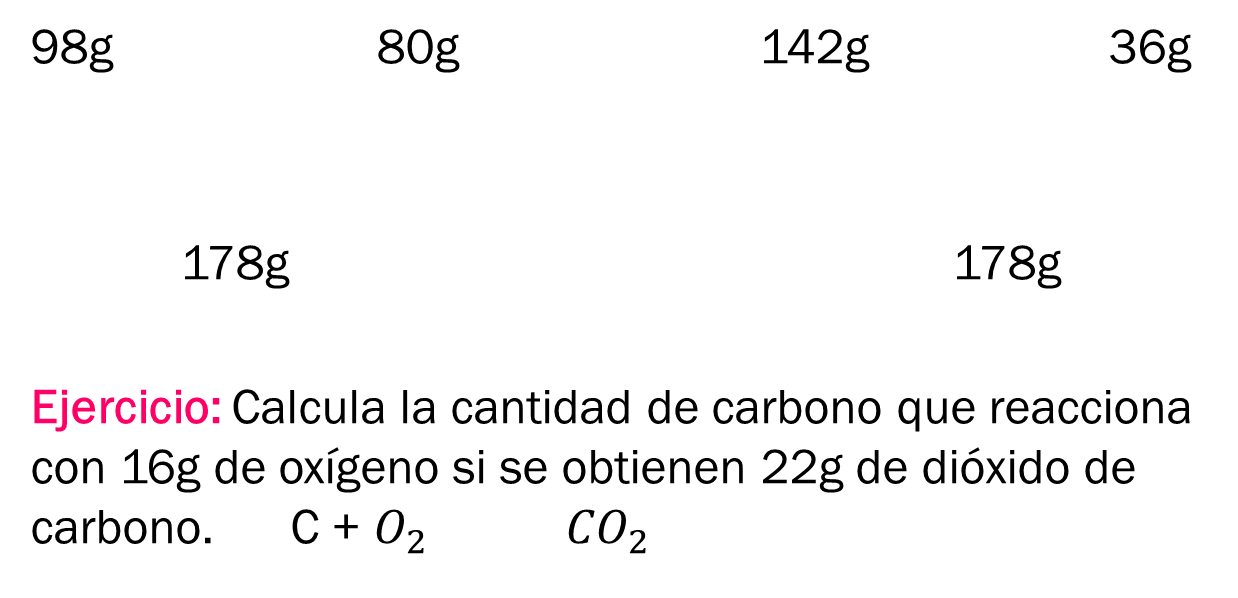 98g 80g 142g 36g
178g 178g
Ejercicio: Calcula la cantidad de carbono que reacciona
con 16g de oxígeno si se obtienen 22g de dióxido de
carbono. C + O₂ CO₂